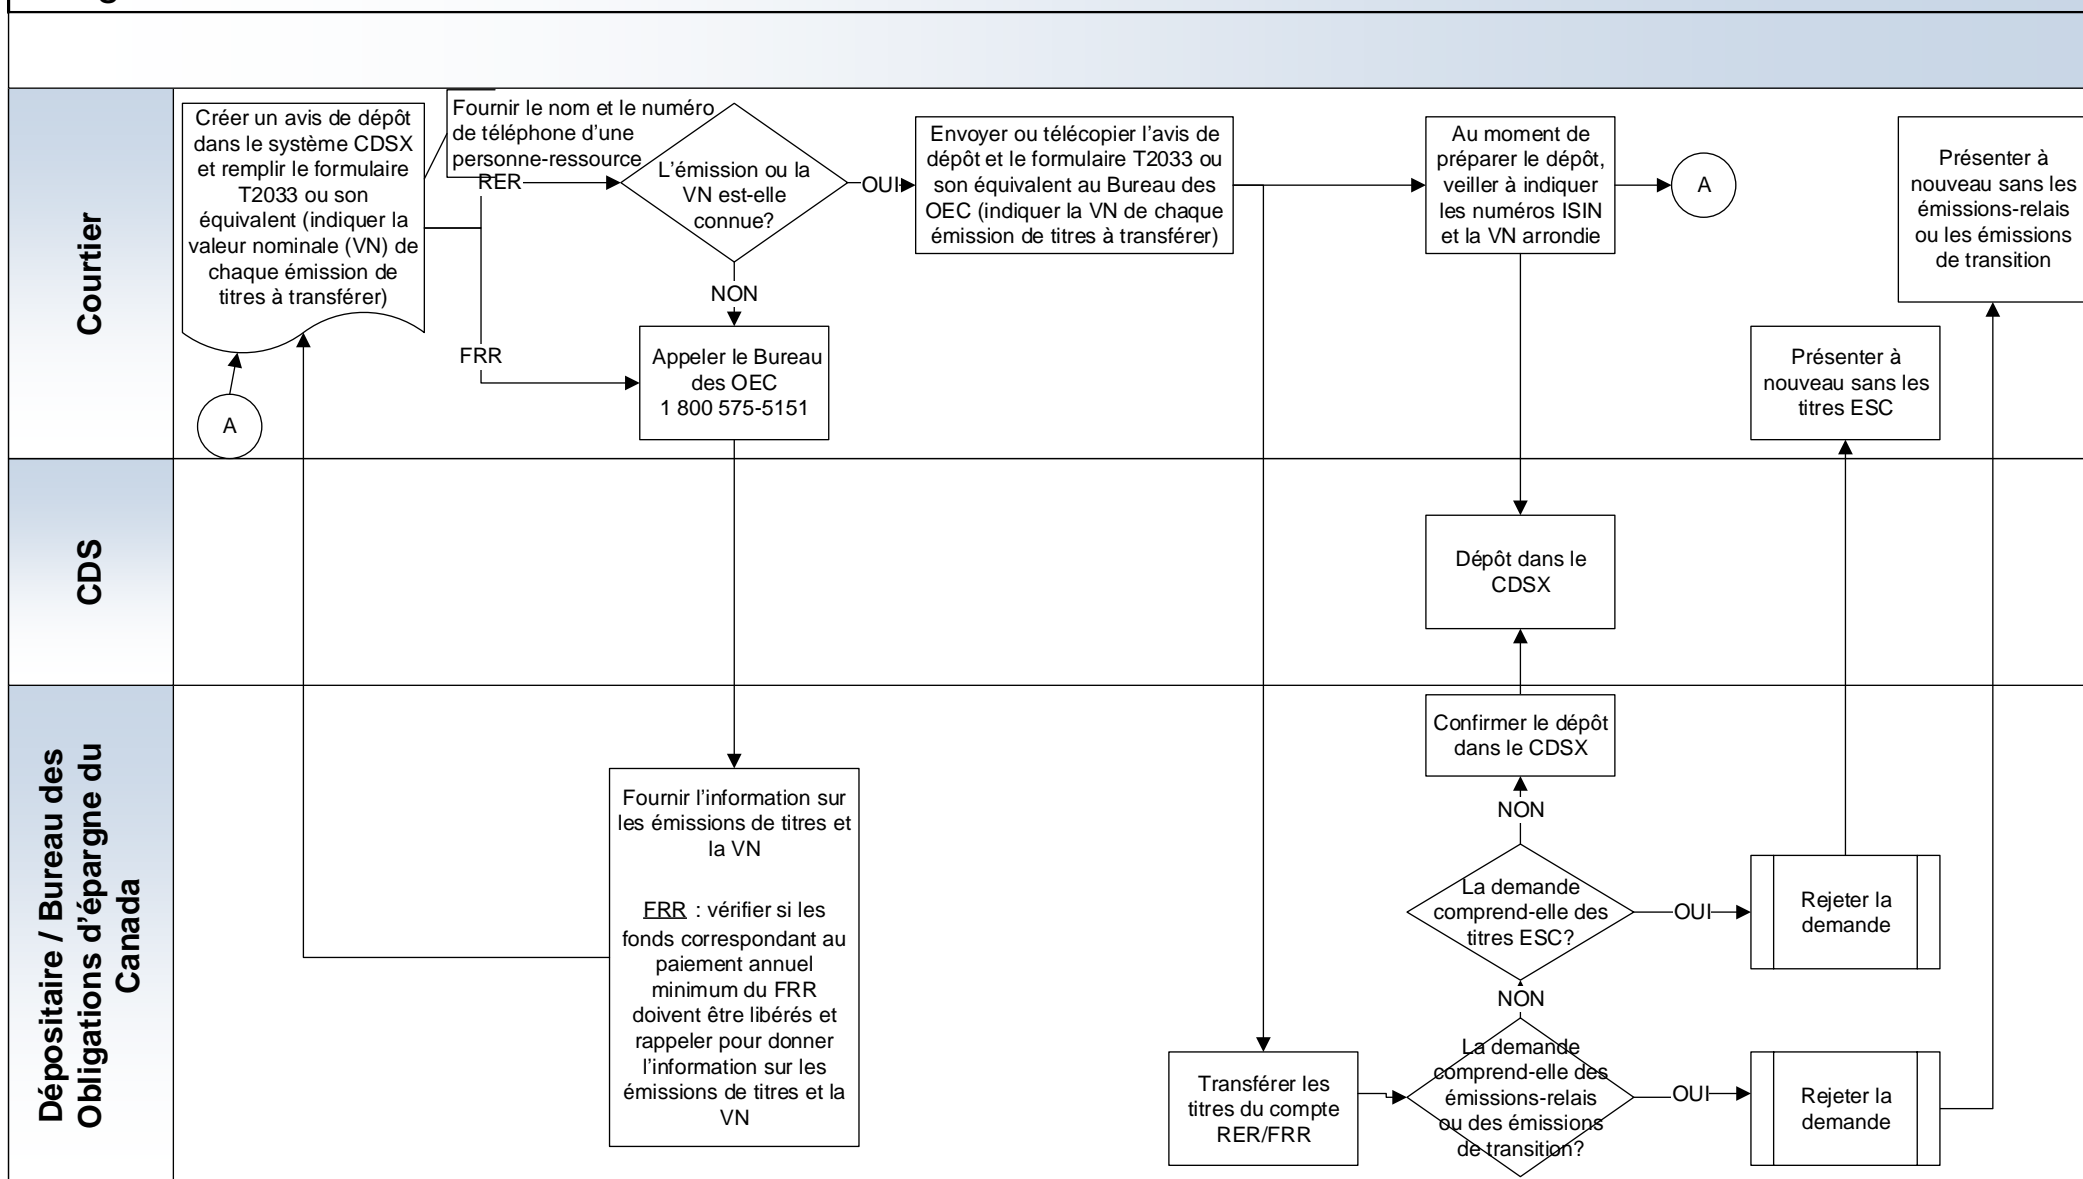 Courtier
Créer un avis de dépôt
dans le système CDSX
et remplir le formulaire
T2033 ou son
équivalent (indiquer la
valeur nominale (VN) de
chaque émission de
titres à transférer)
A
Fournir le nom et le numéro
de téléphone d’une
personne-ressource
RER
FRR
L’émission ou la
VN est-elle
connue?
OUI
NON
Appeler le Bureau
des OEC
1 800 575-5151
Envoyer ou télécopier l’avis de
dépôt et le formulaire T2033 ou
son équivalent au Bureau des
OEC (indiquer la VN de chaque
émission de titres à transférer)
Au moment de
préparer le dépôt,
veiller à indiquer
les numéros ISIN
et la VN arrondie
A
Présenter à
nouveau sans les
titres ESC
Présenter à
nouveau sans les
émissions-relais
ou les émissions
de transition
CDS
Dépôt dans le
CDSX
Dépositaire / Bureau des
Obligations d’épargne du
Canada
Fournir l’information sur
les émissions de titres et
la VN
FRR : vérifier si les
fonds correspondant au
paiement annuel
minimum du FRR
doivent être libérés et
rappeler pour donner
l’information sur les
émissions de titres et la
VN
Confirmer le dépôt
dans le CDSX
NON
La demande
comprend-elle des
titres ESC?
OUI
Rejeter la
demande
NON
Transférer les
titres du compte
RER/FRR
La demande
comprend-elle des
émissions-relais
ou des émissions
de transition?
OUI
Rejeter la
demande